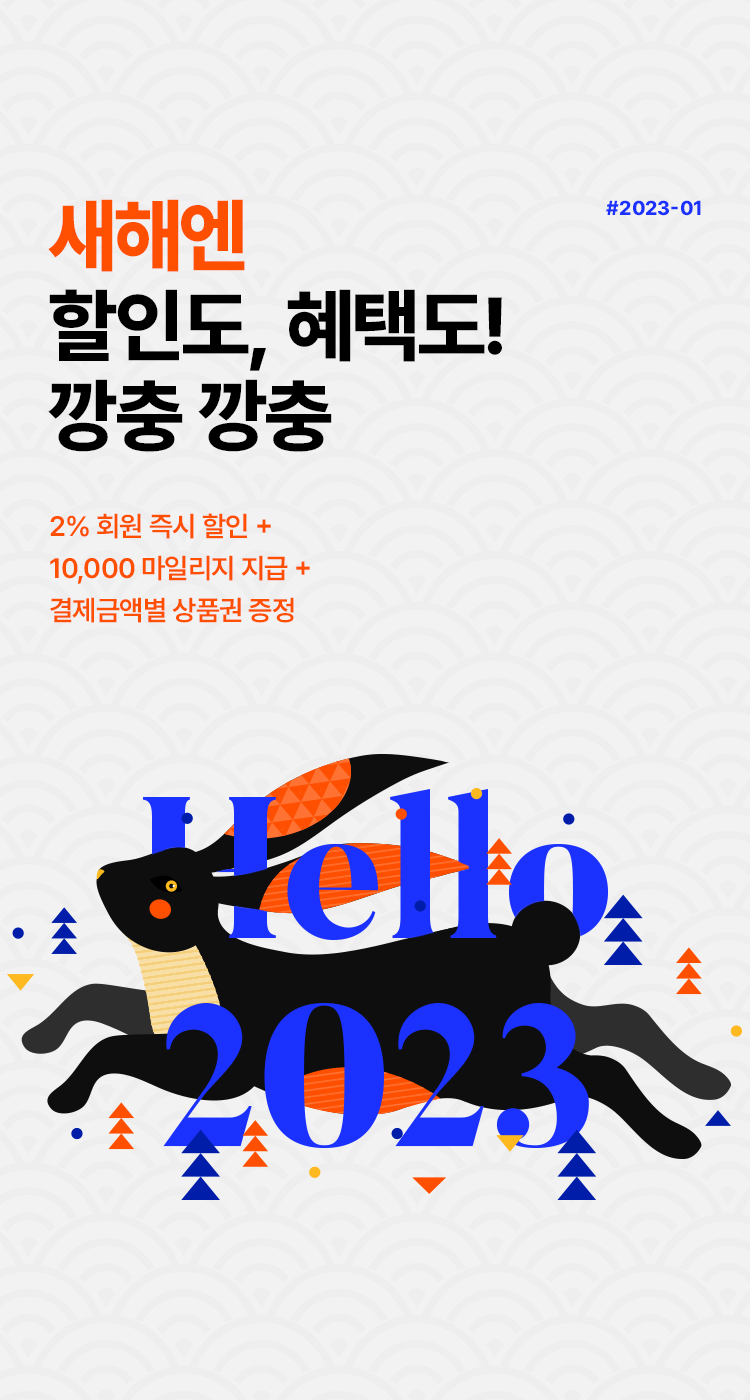 새해엔
#2023-01
할인도, 혜택도!
깡충 깡충
2% 회원 즉시 할인 +
10,000 마일리지 지급 +
결제금액별 상품권 증정
Hello
2023